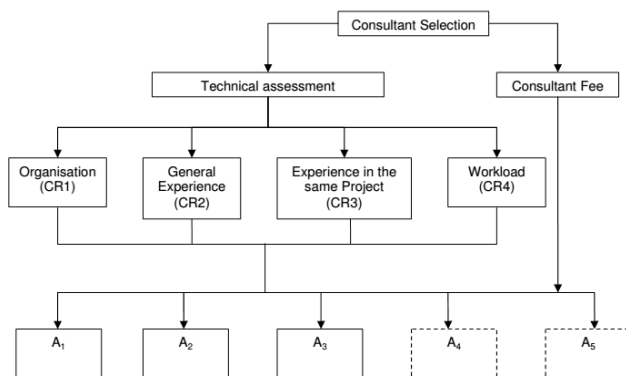 Consultant Selection
Technical assessment
Consultant Fee
Organisation
(CR1)
General
Experience
(CR2)
Experience in the
same Project
(CR3)
Workload
(CR4)
A₁
A₂
A₃
A₄
A₅